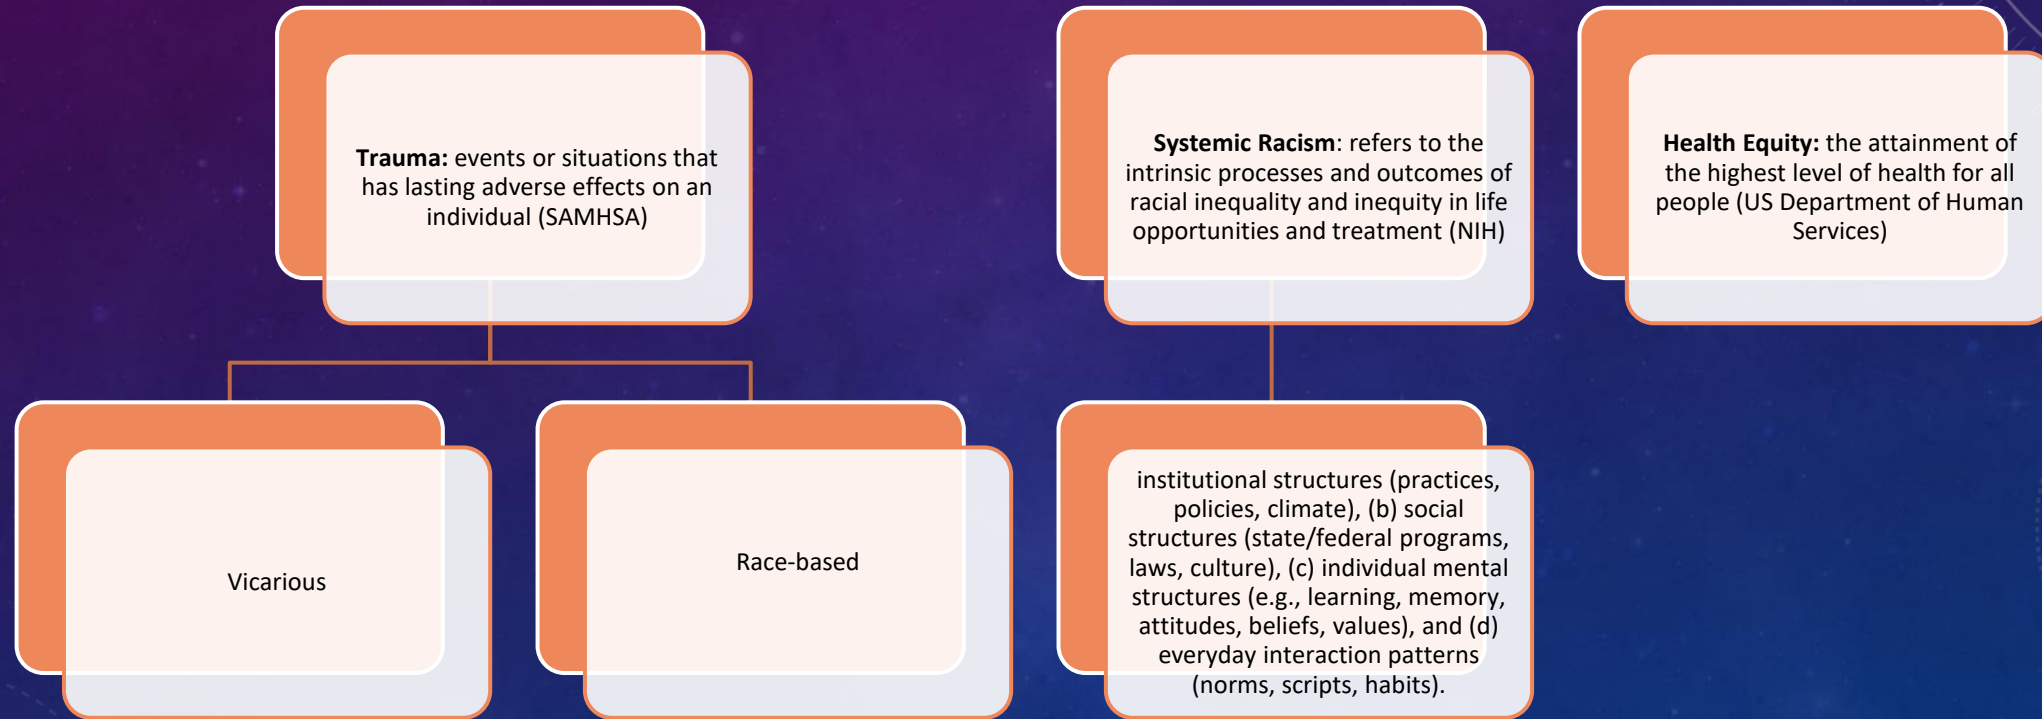 Trauma: events or situations that
has lasting adverse effects on an
individual (SAMHSA)
Systemic Racism: refers to the
intrinsic processes and outcomes of
racial inequality and inequity in life
opportunities and treatment (NIH)
Health Equity: the attainment of
the highest level of health for all
people (US Department of Human
Services)
Vicarious
Race-based
institutional structures (practices,
policies, climate), (b) social
structures (state/federal programs,
laws, culture), (c) individual mental
structures (e.g., learning, memory,
attitudes, beliefs, values), and (d)
everyday interaction patterns
(norms, scripts, habits).